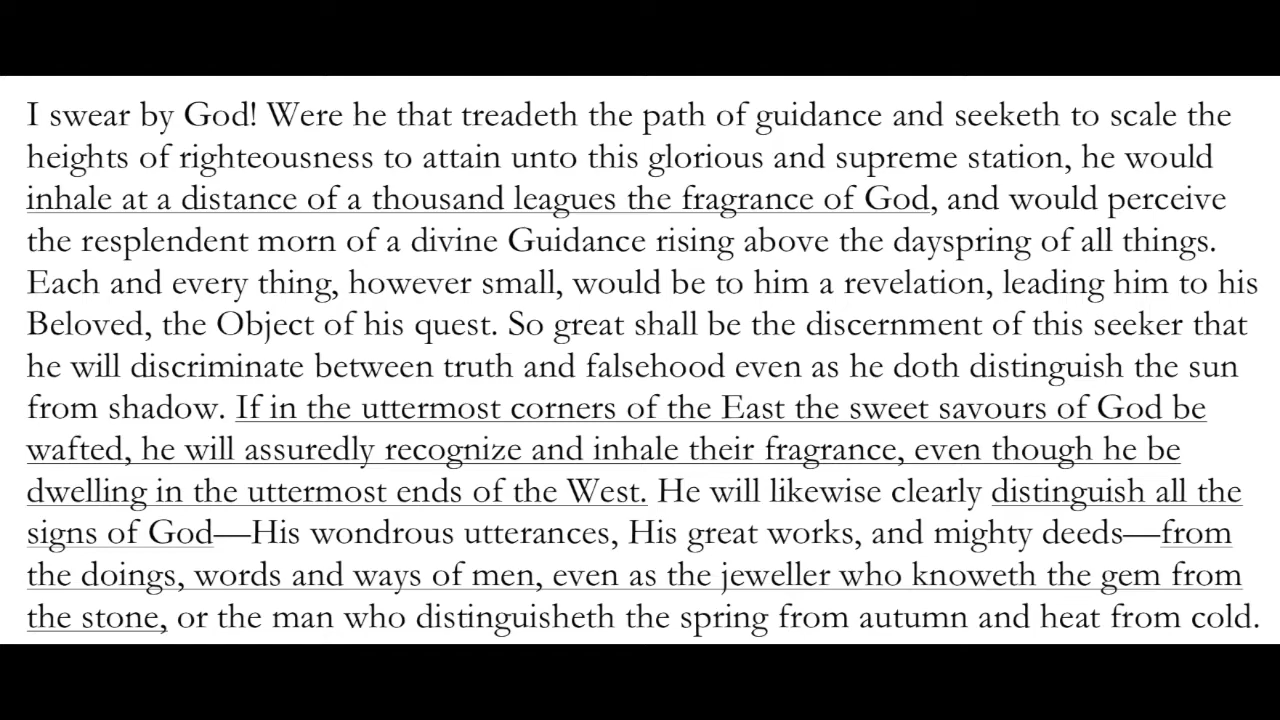 I swear by God! Were he that treadeth the path of guidance and seeketh to scale the
heights of righteousness to attain unto this glorious and supreme station, he would
inhale at a distance of a thousand leagues the fragrance of God, and would perceive
the resplendent morn of a divine Guidance rising above the dayspring of all things.
Each and every thing, however small, would be to him a revelation, leading him to his
Beloved, the Object of his quest. So great shall be the discernment of this seeker that
he will discriminate between truth and falsehood even as he doth distinguish the sun
from shadow. If in the uttermost corners of the East the sweet savours of God be
wafted, he will assuredly recognize and inhale their fragrance, even though he be
dwelling in the uttermost ends of the West. He will likewise clearly distinguish all the
signs of God—His wondrous utterances, His great works, and mighty deeds—from
the doings, words and ways of men, even as the jeweller who knoweth the gem from
the stone, or the man who distinguisheth the spring from autumn and heat from cold.